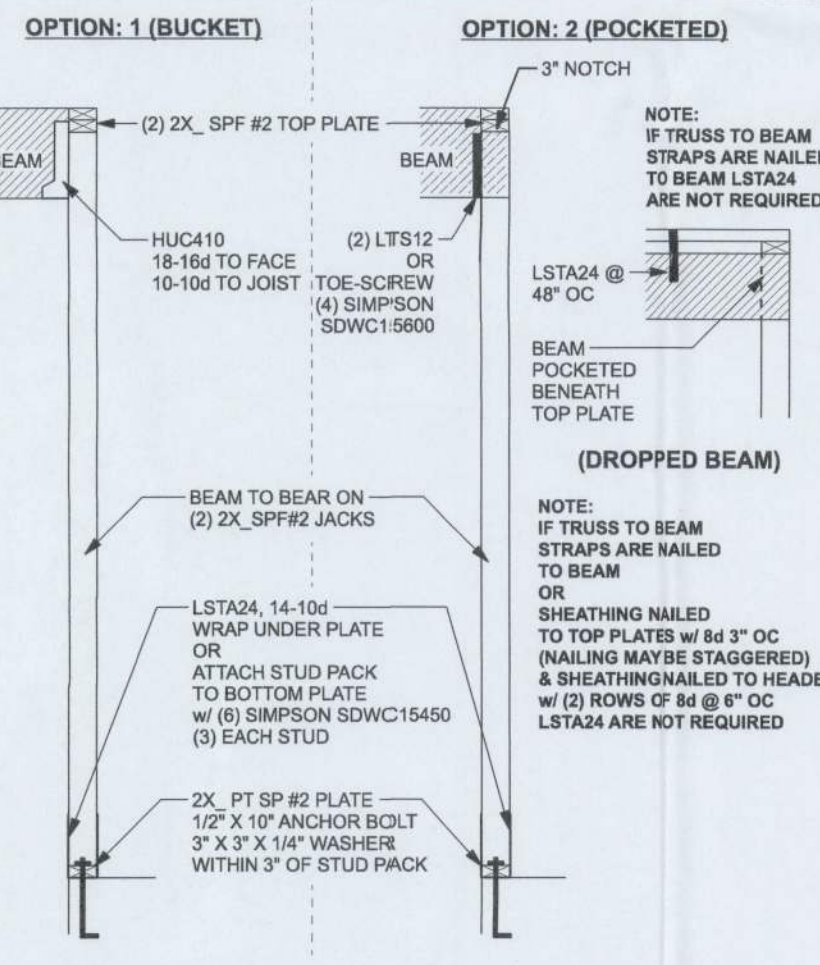 OPTION: 1 (BUCKET)
OPTION: 2 (POCKETED)
3" NOTCH
(2) 2X_ SPF #2 TOP PLATE
NOTE:
IF TRUSS TO BEAM
STRAPS ARE NAILED
TO BEAM LSTA24
ARE NOT REQUIRED
BEAM
BEAM
HUC410
18-16d TO FACE
10-10d TO JOIST
(2) LTTS12
OR
TOE-SCREW
(4) SIMPSON
SDWC15600
LSTA24 @
48" OC
BEAM
POCKETED
BENEATH
TOP PLATE
(DROPPED BEAM)
BEAM TO BEAR ON
(2) 2X_SPF#2 JACKS
NOTE:
IF TRUSS TO BEAM
STRAPS ARE NAILED
TO BEAM
OR
SHEATHING NAILED
TO TOP PLATES w/ 8d 3" OC
(NAILING MAYBE STAGGERED)
& SHEATHING NAILED TO HEADE
w/ (2) ROWS OF 8d @ 6" OC
LSTA24 ARE NOT REQUIRED
LSTA24, 14-10d
WRAP UNDER PLATE
OR
ATTACH STUD PACK
TO BOTTOM PLATE
w/ (6) SIMPSON SDWC15450
(3) EACH STUD
2X_ PT SP #2 PLATE
1/2" X 10" ANCHOR BOLT
3" X 3" X 1/4" WASHER
WITHIN 3" OF STUD PACK